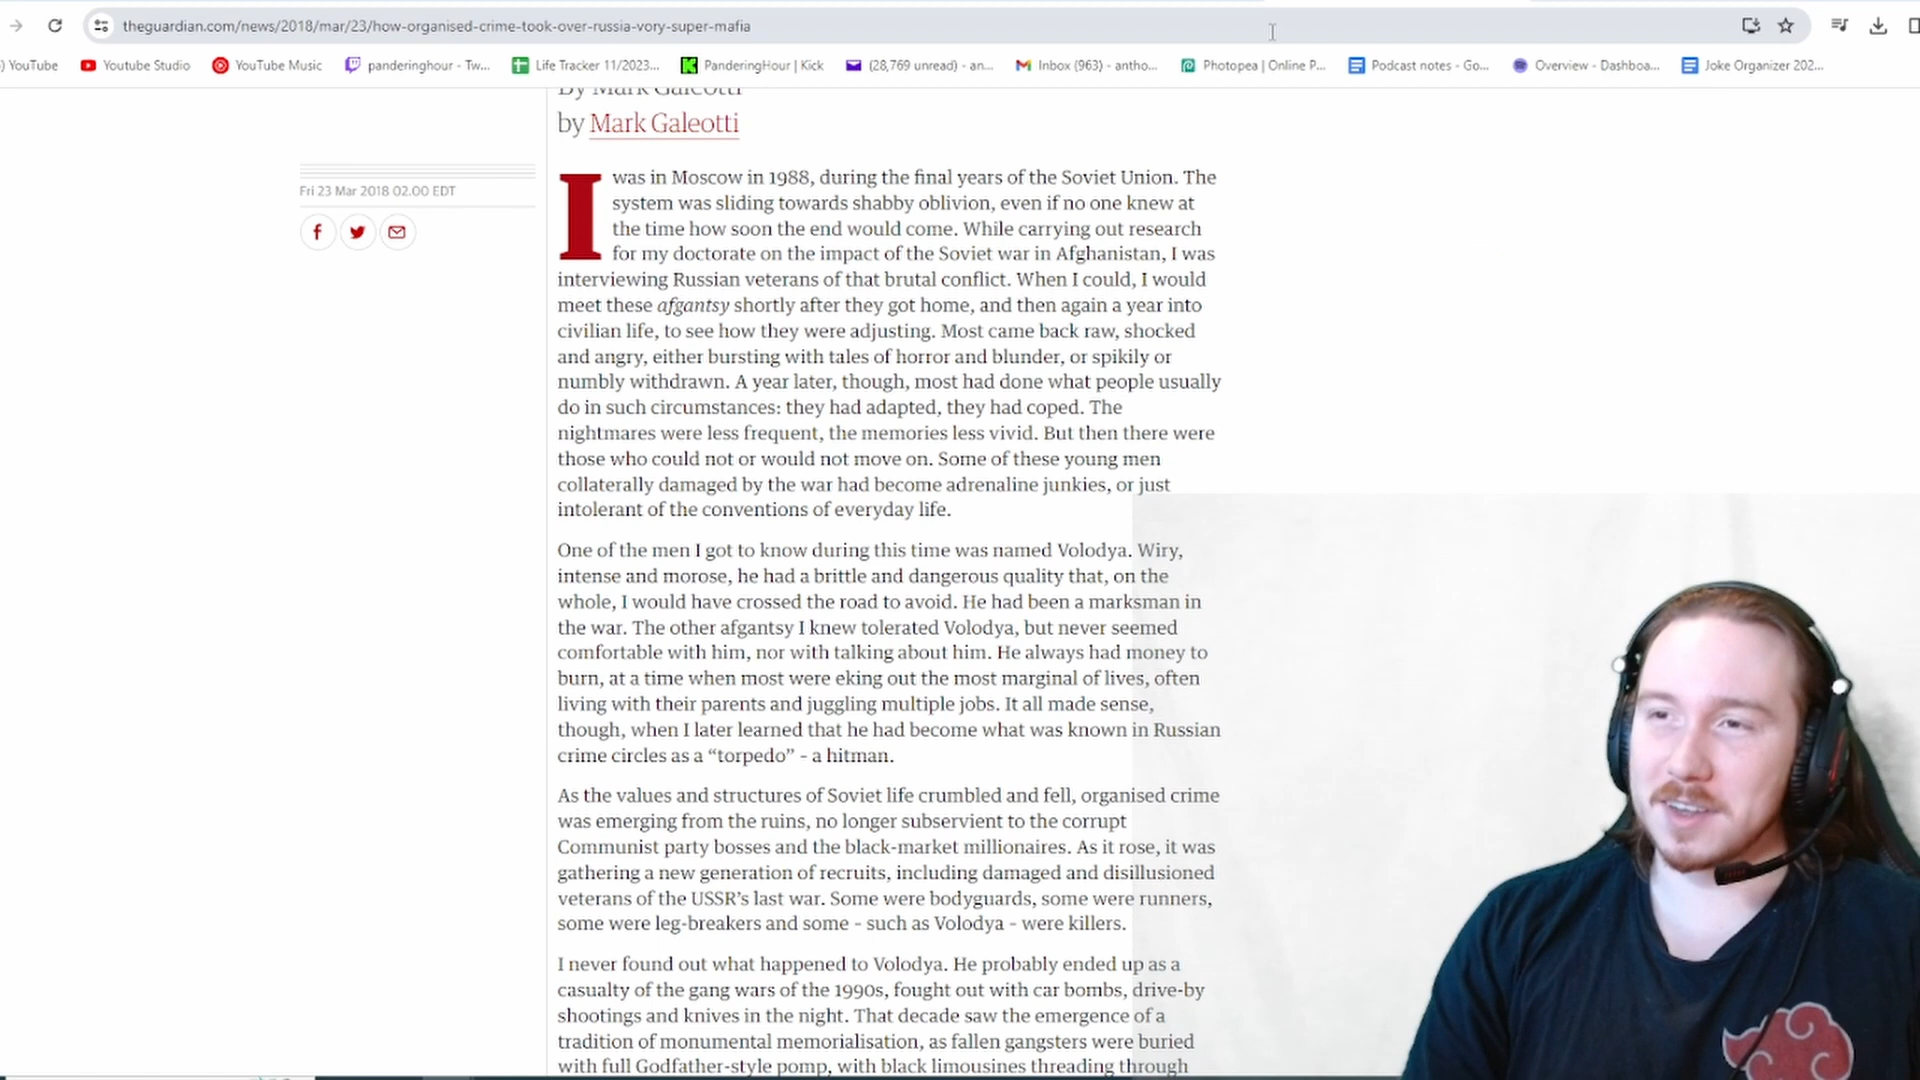 theguardian.com/news/2018/mar/23/how-organised-crime-took-over-russia-vory-super-mafia
) YouTube
Youtube Studio
YouTube Music
panderinghour - Tw...
Life Tracker 11/2023...
PanderingHour | Kick
(28,769 unread) - an...
Inbox (963) - antho...
Photopea | Online P...
Podcast notes - Go...
Overview - Dashboa...
Joke Organizer 202...
By Mark Galeotti
by Mark Galeotti
Fri 23 Mar 2018 02.00 EDT
I was in Moscow in 1988, during the final years of the Soviet Union. The
system was sliding towards shabby oblivion, even if no one knew at
the time how soon the end would come. While carrying out research
for my doctorate on the impact of the Soviet war in Afghanistan, I was
interviewing Russian veterans of that brutal conflict. When I could, I would
meet these afgantsy shortly after they got home, and then again a year into
civilian life, to see how they were adjusting. Most came back raw, shocked
and angry, either bursting with tales of horror and blunder, or spikily or
numbly withdrawn. A year later, though, most had done what people usually
do in such circumstances: they had adapted, they had coped. The
nightmares were less frequent, the memories less vivid. But then there were
those who could not or would not move on. Some of these young men
collaterally damaged by the war had become adrenaline junkies, or just
intolerant of the conventions of everyday life.
One of the men I got to know during this time was named Volodya. Wiry,
intense and morose, he had a brittle and dangerous quality that, on the
whole, I would have crossed the road to avoid. He had been a marksman in
the war. The other afgantsy I knew tolerated Volodya, but never seemed
comfortable with him, nor with talking about him. He always had money to
burn, at a time when most were eking out the most marginal of lives, often
living with their parents and juggling multiple jobs. It all made sense,
though, when I later learned that he had become what was known in Russian
crime circles as a “torpedo” – a hitman.
As the values and structures of Soviet life crumbled and fell, organised crime
was emerging from the ruins, no longer subservient to the corrupt
Communist party bosses and the black-market millionaires. As it rose, it was
gathering a new generation of recruits, including damaged and disillusioned
veterans of the USSR’s last war. Some were bodyguards, some were runners,
some were leg-breakers and some – such as Volodya – were killers.
I never found out what happened to Volodya. He probably ended up as a
casualty of the gang wars of the 1990s, fought out with car bombs, drive-by
shootings and knives in the night. That decade saw the emergence of a
tradition of monumental memorialisation, as fallen gangsters were buried
with full Godfather-style pomp, with black limousines threading through